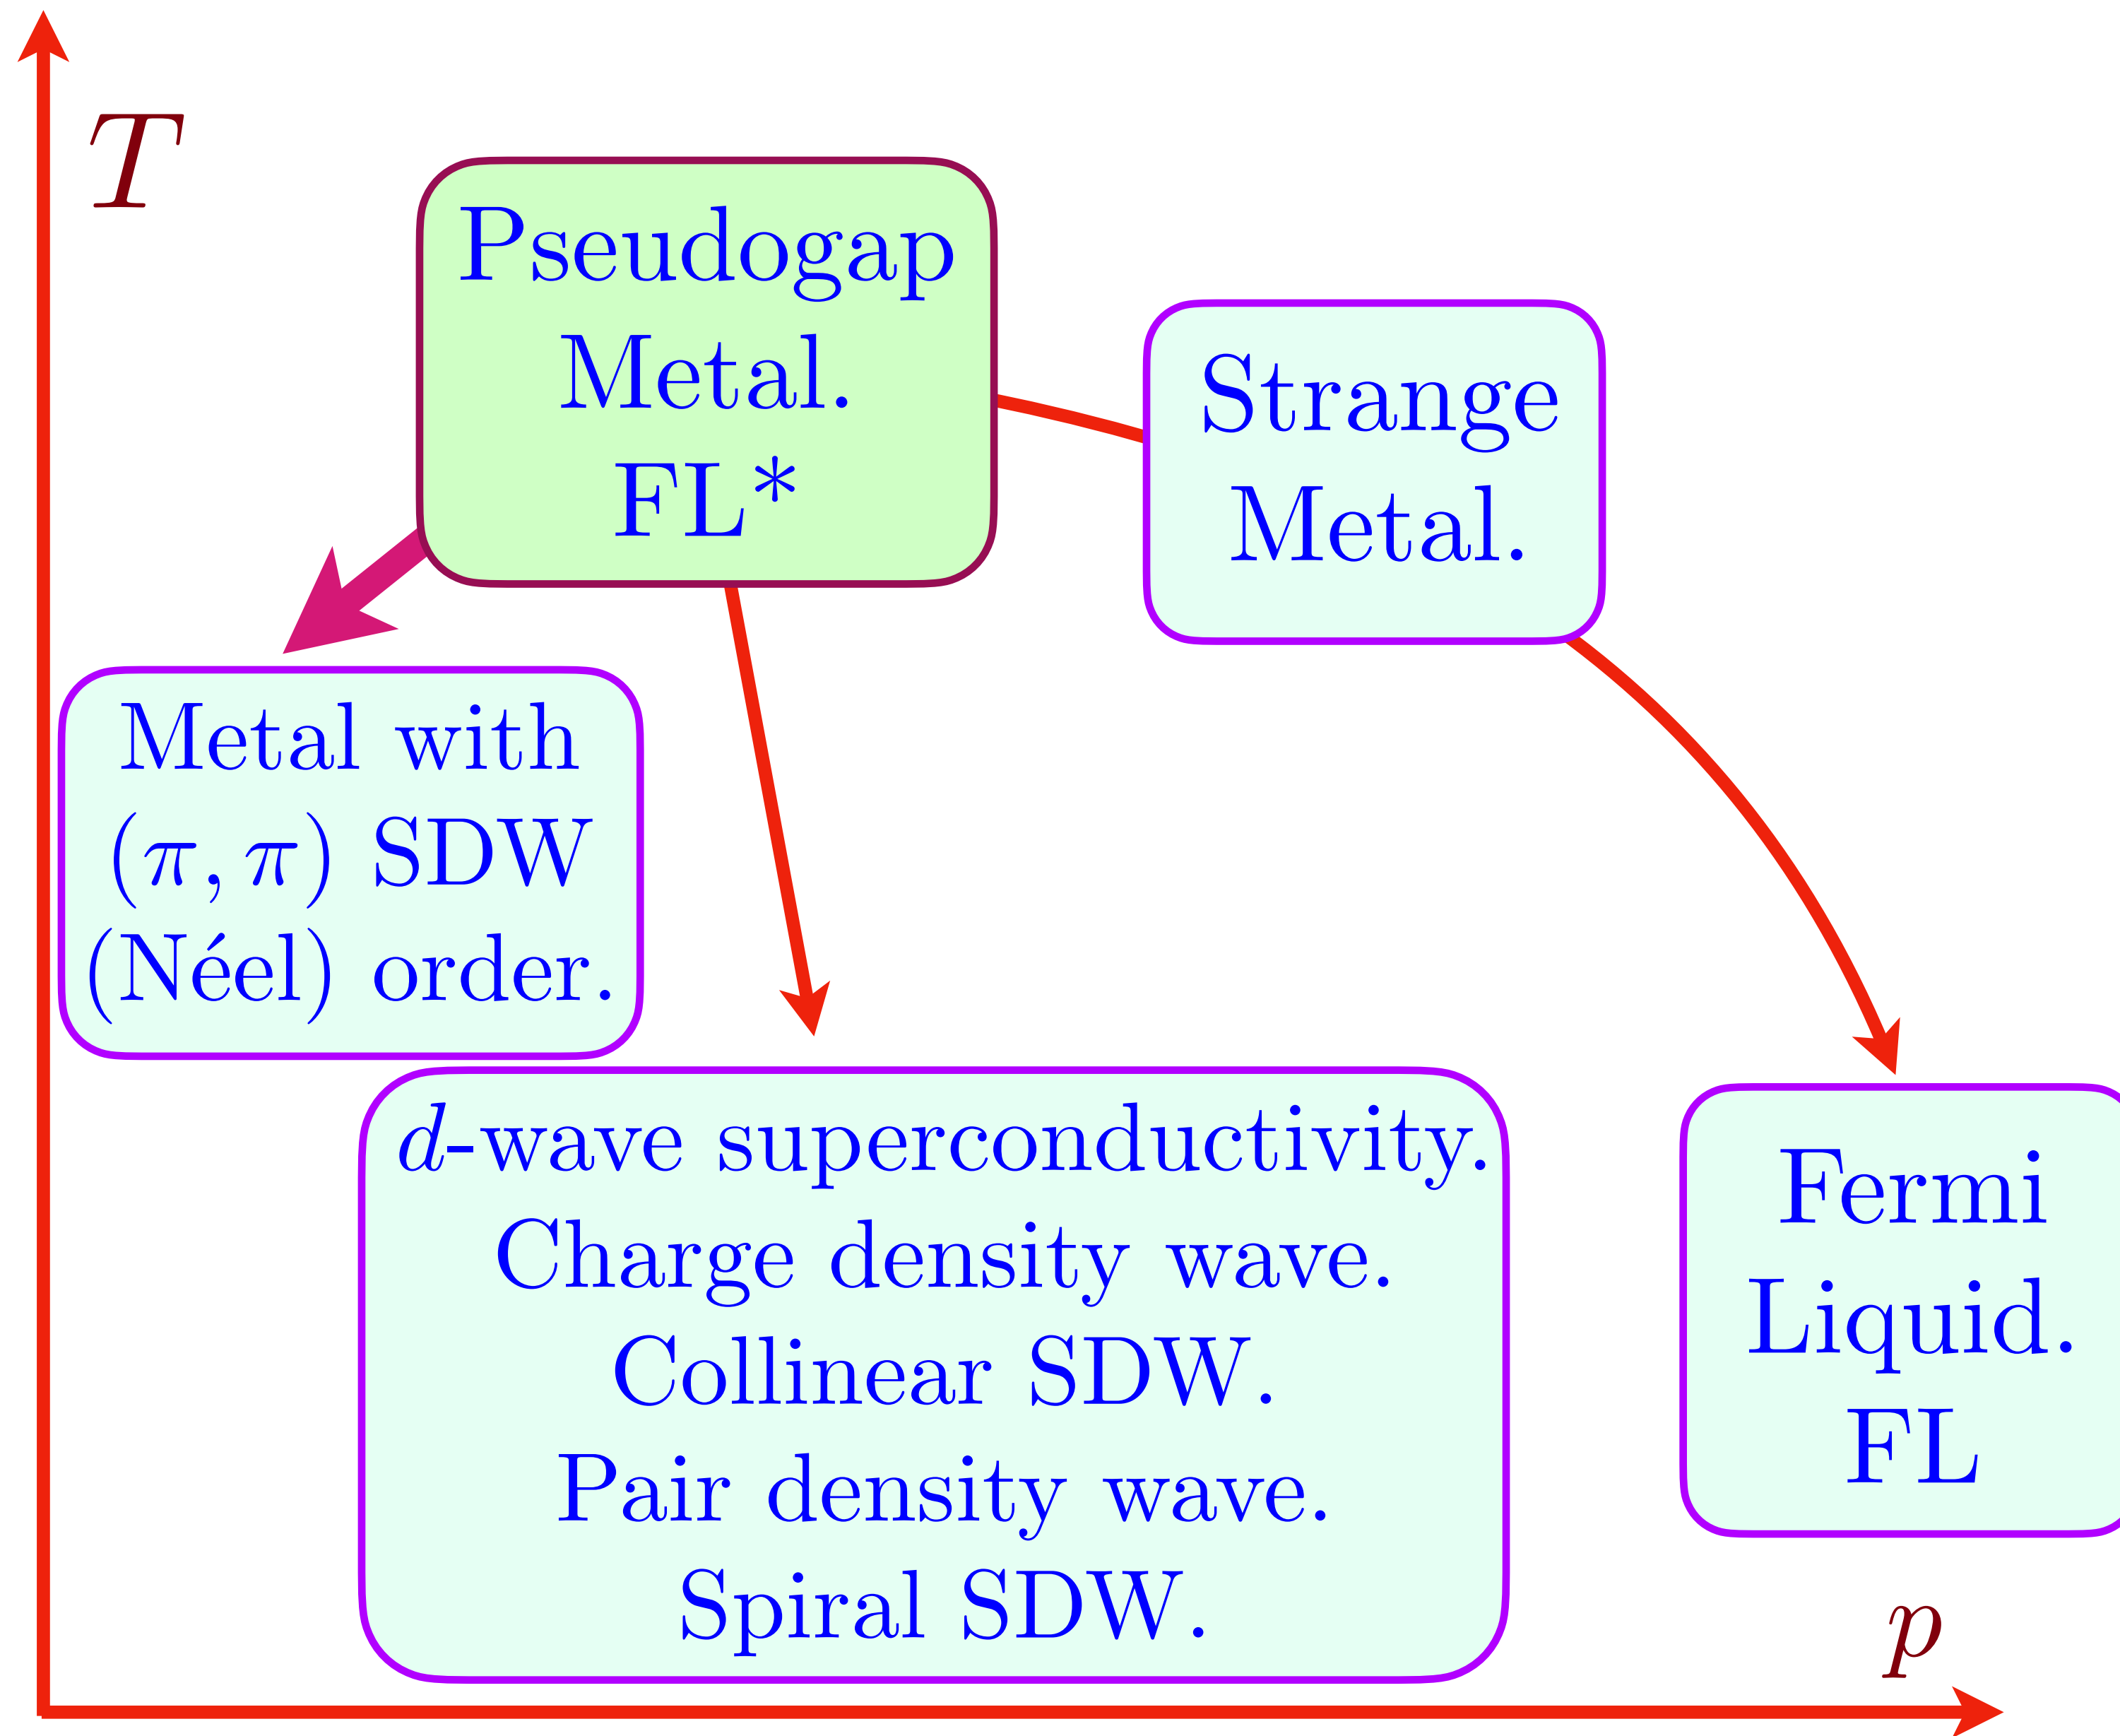 T
Pseudogap
Metal.
FL*
Strange
Metal.
Metal with
(π, π) SDW
(Néel) order.
d-wave superconductivity.
Charge density wave.
Collinear SDW.
Pair density wave.
Spiral SDW.
Fermi
Liquid.
FL
p